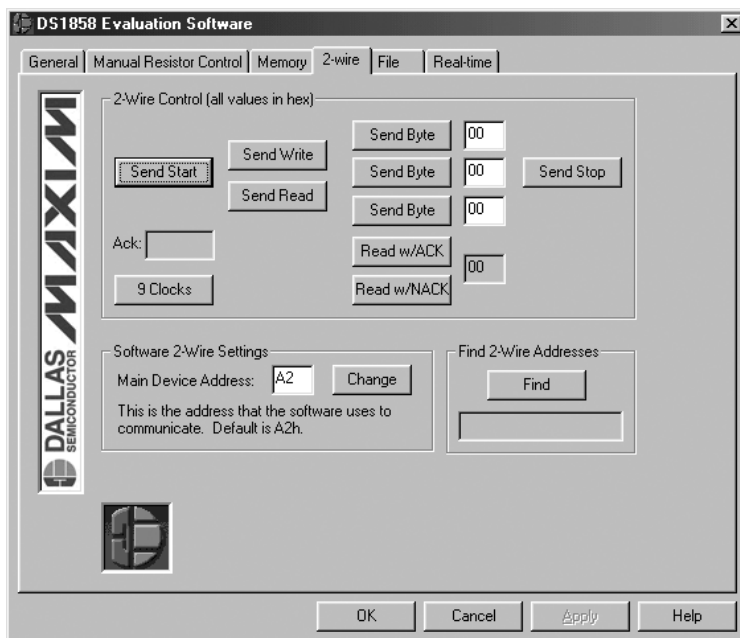 DS1858 Evaluation Software
General
Manual Resistor Control
Memory
2-wire
File
Real-time
DALLAS
SEMICONDUCTOR
MAXIM
2-Wire Control (all values in hex)
Send Start
Send Write
Send Read
Send Byte
00
Send Byte
00
Send Byte
00
Send Stop
Ack:
9 Clocks
Read w/ACK
Read w/NACK
00
Software 2-Wire Settings
Main Device Address:
A2
Change
This is the address that the software uses to
communicate. Default is A2h.
Find 2-Wire Addresses
Find
OK
Cancel
Apply
Help